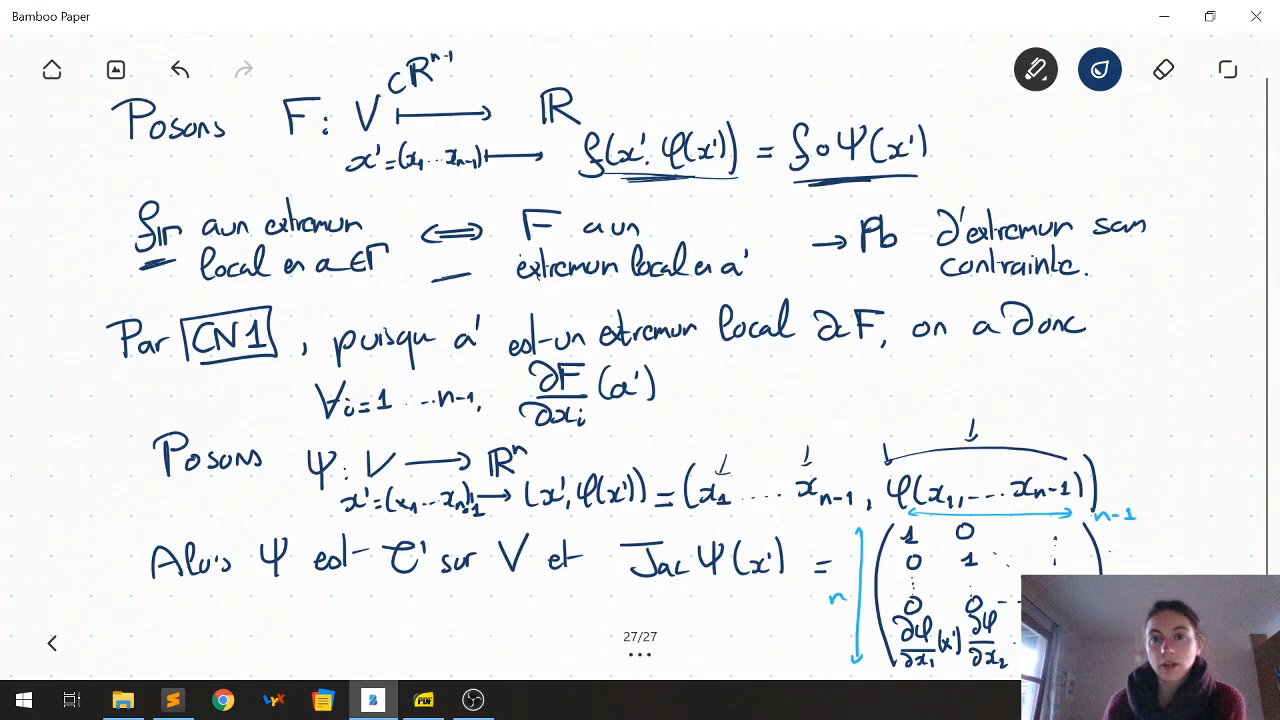 Bamboo Paper
Posons F: V ⊂ ℝⁿ⁻¹ ⟼ ℝ
x' = (x₁ ... xₙ₋₁) ⟼ f(x', φ(x')) = f∘Ψ(x')
f|Γ a un extremum local en a ∈ Γ ⟺ F a un extremum local en a' → Pb d'extremum sans contrainte.
Par CN1, puisque a' est un extremum local de F, on a donc
∀i=1 ... n-1, ∂F/∂xᵢ (a')
Posons Ψ: V ⟶ ℝⁿ
x' = (x₁ ... xₙ₋₁) ⟼ (x', φ(x')) = (x₁ .... xₙ₋₁, φ(x₁, .... xₙ₋₁))
n-1
Alors Ψ est C¹ sur V et Jac Ψ(x') =
n
1 0 ⋮
0 1 ⋱ ⋮
⋮ ⋮
0 0 --
∂φ/∂x₁ (x') ∂φ/∂x₂ ..
27/27
PDF